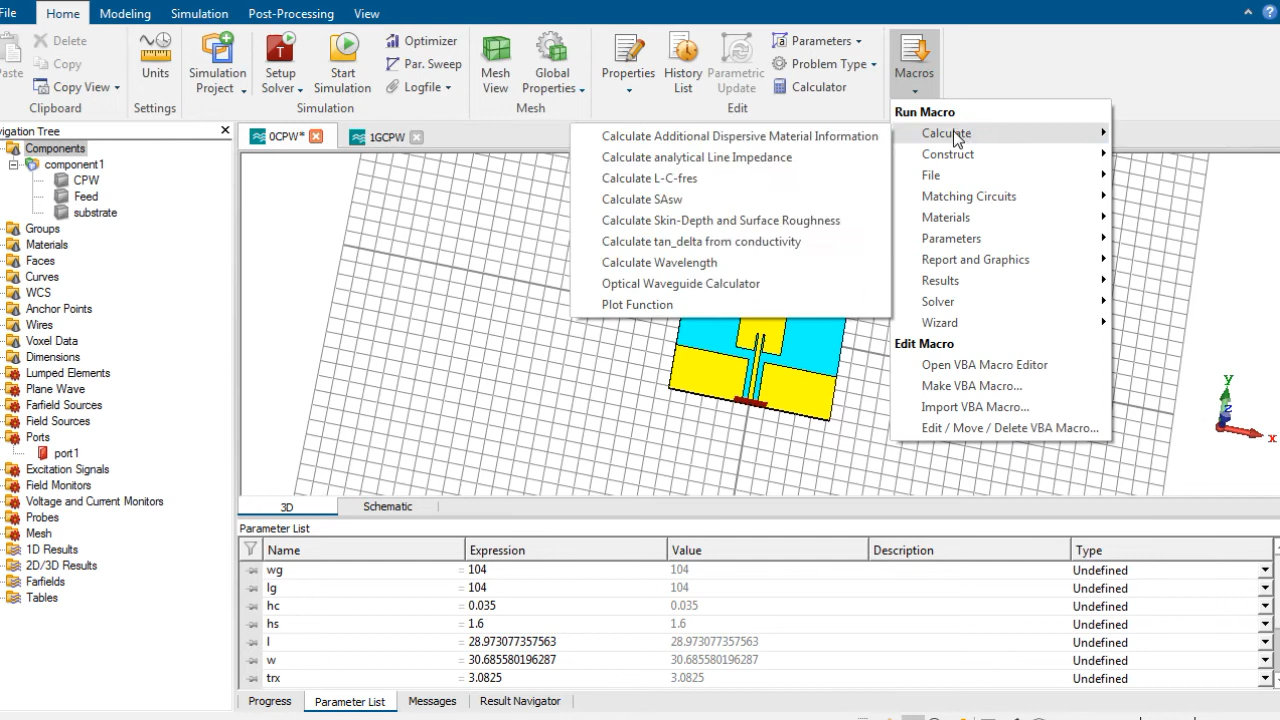 File Home Modeling Simulation Post-Processing View
Paste
Delete
Copy
Copy View
Clipboard
Units
Settings
Simulation Project
Setup Solver
Start Simulation
Optimizer
Par. Sweep
Logfile
Simulation
Mesh View
Global Properties
Mesh
Properties
History List
Parametric Update
Parameters
Problem Type
Calculator
Edit
Macros
Run Macro
Calculate
Construct
File
Matching Circuits
Materials
Parameters
Report and Graphics
Results
Solver
Wizard
Edit Macro
Open VBA Macro Editor
Make VBA Macro...
Import VBA Macro...
Edit / Move / Delete VBA Macro...
Calculate Additional Dispersive Material Information
Calculate analytical Line Impedance
Calculate L-C-fres
Calculate SAsw
Calculate Skin-Depth and Surface Roughness
Calculate tan_delta from conductivity
Calculate Wavelength
Optical Waveguide Calculator
Plot Function
vigation Tree
Components
component1
CPW
Feed
substrate
Groups
Materials
Faces
Curves
WCS
Anchor Points
Wires
Voxel Data
Dimensions
Lumped Elements
Plane Wave
Farfield Sources
Field Sources
Ports
port1
Excitation Signals
Field Monitors
Voltage and Current Monitors
Probes
Mesh
1D Results
2D/3D Results
Farfields
Tables
0CPW* 1GCPW
y
z
x
3D Schematic
Parameter List
Name Expression Value Description Type
wg = 104 104 Undefined
lg = 104 104 Undefined
hc = 0.035 0.035 Undefined
hs = 1.6 1.6 Undefined
l = 28.973077357563 28.973077357563 Undefined
w = 30.685580196287 30.685580196287 Undefined
trx = 3.0825 3.0825 Undefined
Progress Parameter List Messages Result Navigator